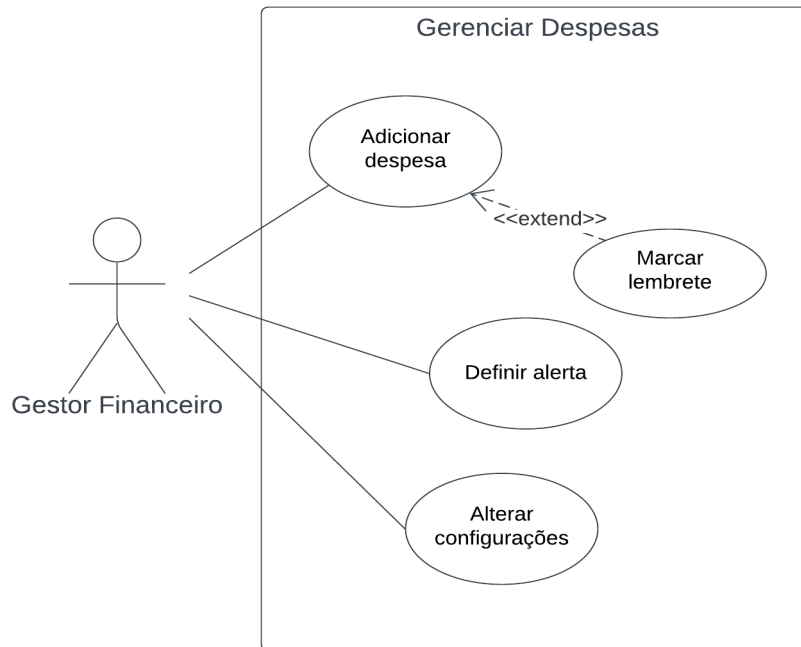 Gerenciar Despesas
Adicionar
despesa
<<extend>>
Marcar
lembrete
Definir alerta
Gestor Financeiro
Alterar
configurações